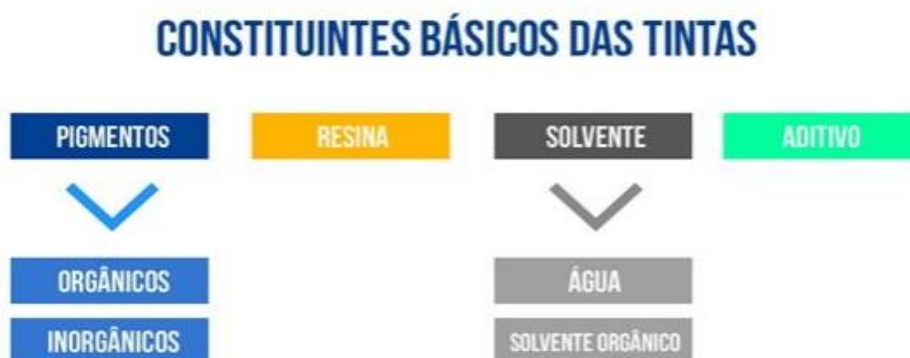 CONSTITUINTES BÁSICOS DAS TINTAS
PIGMENTOS
RESINA
SOLVENTE
ADITIVO
ORGÂNICOS
ÁGUA
INORGÂNICOS
SOLVENTE ORGÂNICO